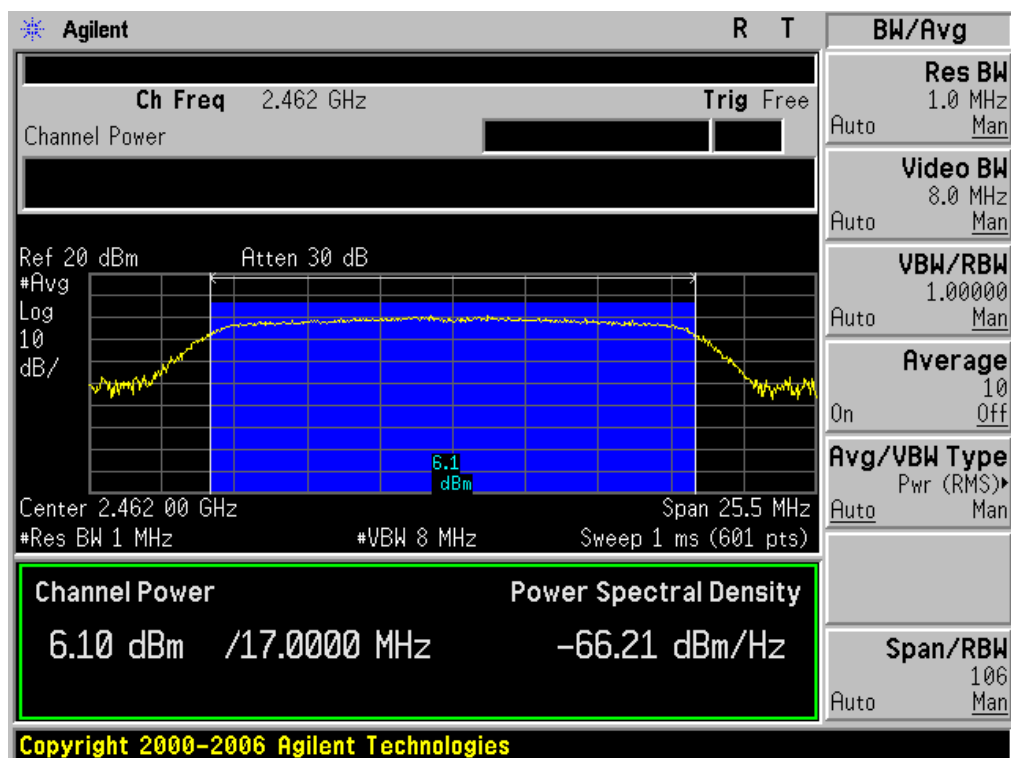 Agilent R T
Ch Freq 2.462 GHz Trig Free
Channel Power
Ref 20 dBm Atten 30 dB
#Avg
Log
10
dB/
6.1
dBm
Center 2.462 00 GHz Span 25.5 MHz
#Res BW 1 MHz #VBW 8 MHz Sweep 1 ms (601 pts)
Channel Power Power Spectral Density
6.10 dBm /17.0000 MHz -66.21 dBm/Hz
Copyright 2000-2006 Agilent Technologies
BW/Avg
Res BW
1.0 MHz
Auto Man
Video BW
8.0 MHz
Auto Man
VBW/RBW
1.00000
Auto Man
Average
10
On Off
Avg/VBW Type
Pwr (RMS)▸
Auto Man
Span/RBW
106
Auto Man